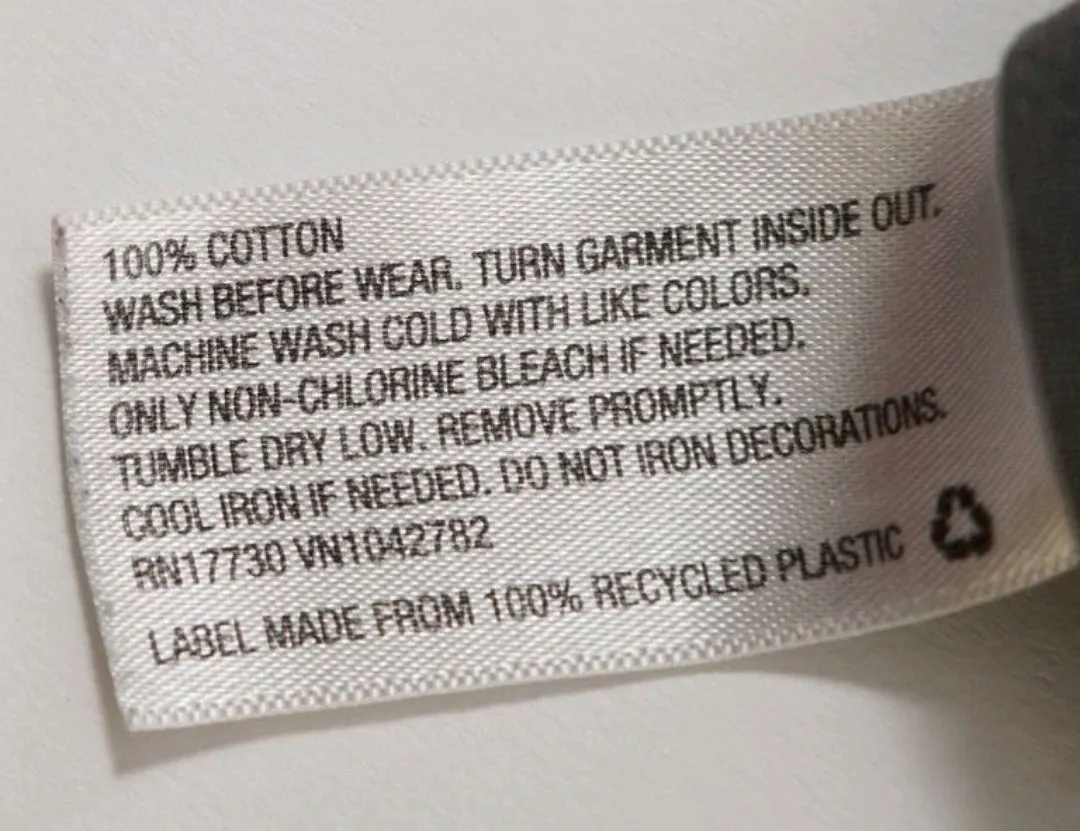 100% COTTON
WASH BEFORE WEAR. TURN GARMENT INSIDE OUT.
MACHINE WASH COLD WITH LIKE COLORS.
ONLY NON-CHLORINE BLEACH IF NEEDED.
TUMBLE DRY LOW. REMOVE PROMPTLY.
COOL IRON IF NEEDED. DO NOT IRON DECORATIONS.
RN17730 VN1042782
LABEL MADE FROM 100% RECYCLED PLASTIC